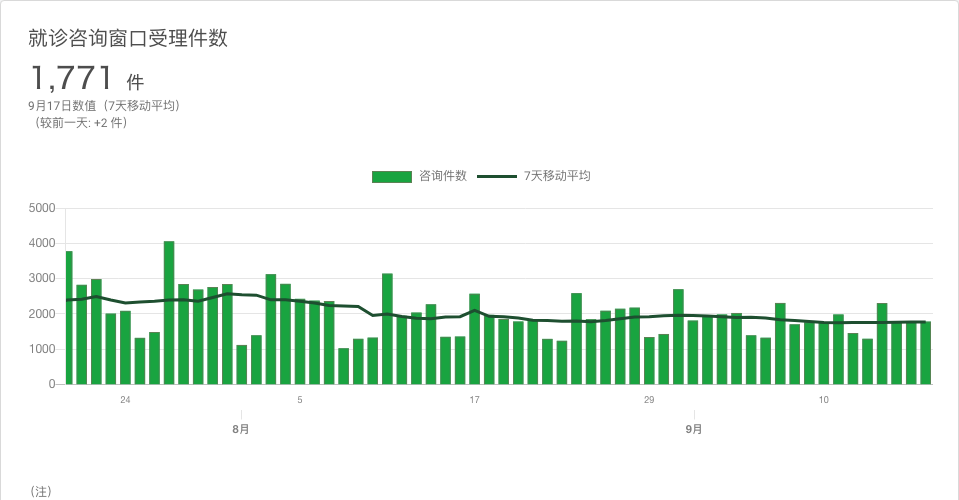 就诊咨询窗口受理件数
1,771 件
9月17日数值（7天移动平均）
（较前一天: +2 件）
咨询件数 7天移动平均
5000
4000
3000
2000
1000
0
24 5 17 29 10
8月 9月
（注）